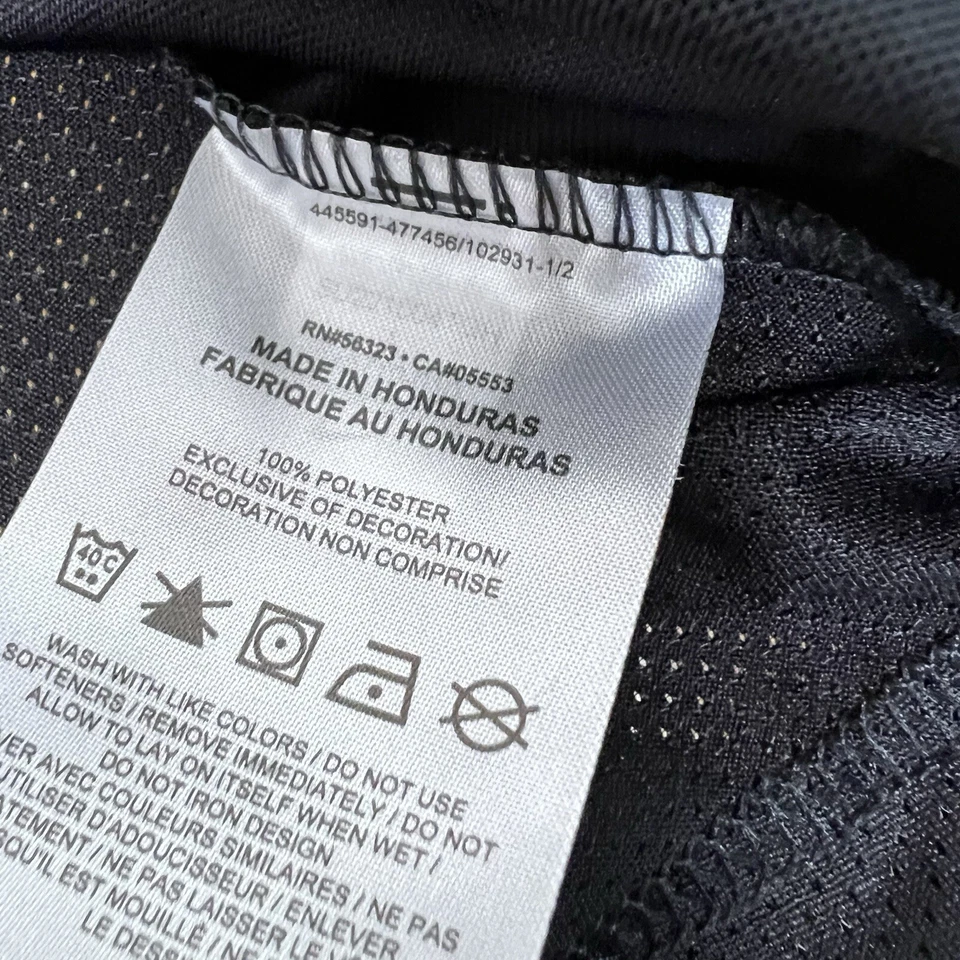 445591-477456/102931-1/2
RN#56323 • CA#05553
MADE IN HONDURAS
FABRIQUE AU HONDURAS
100% POLYESTER
EXCLUSIVE OF DECORATION/
DECORATION NON COMPRISE
40C
WASH WITH LIKE COLORS / DO NOT USE
SOFTENERS / REMOVE IMMEDIATELY / DO NOT
ALLOW TO LAY ON ITSELF WHEN WET /
DO NOT IRON DESIGN
AVEC COULEURS SIMILAIRES / NE PAS
UTILISER D'ADOUCISSEUR / ENLEVER
/ NE PAS LAISSER LE
EST MOUILLÉ / NE
LE